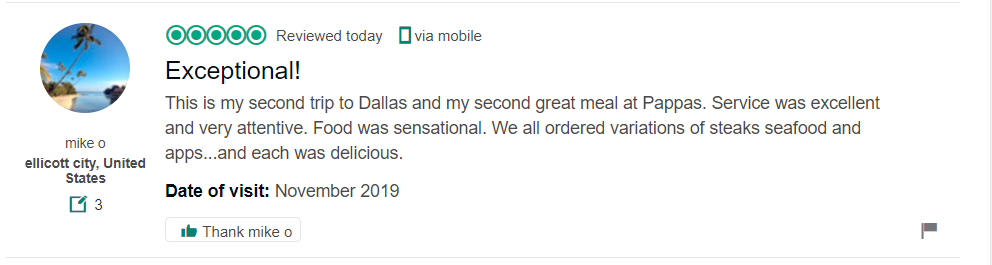 Reviewed today via mobile
Exceptional!
This is my second trip to Dallas and my second great meal at Pappas. Service was excellent
and very attentive. Food was sensational. We all ordered variations of steaks seafood and
apps...and each was delicious.
mike o
ellicott city, United
States
3
Date of visit: November 2019
Thank mike o